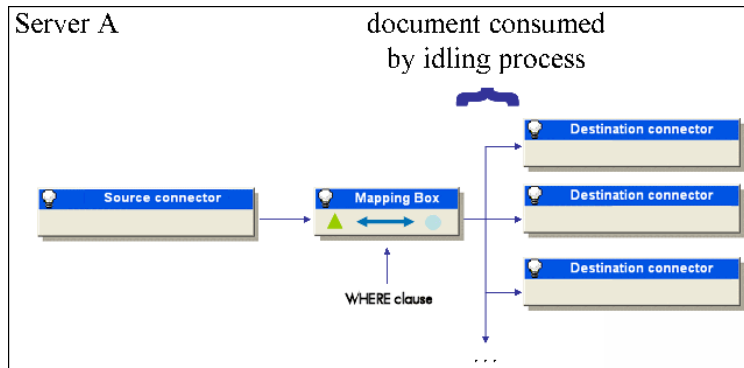 Server A
document consumed
by idling process
Destination connector
Source connector
Mapping Box
Destination connector
Destination connector
WHERE clause
...